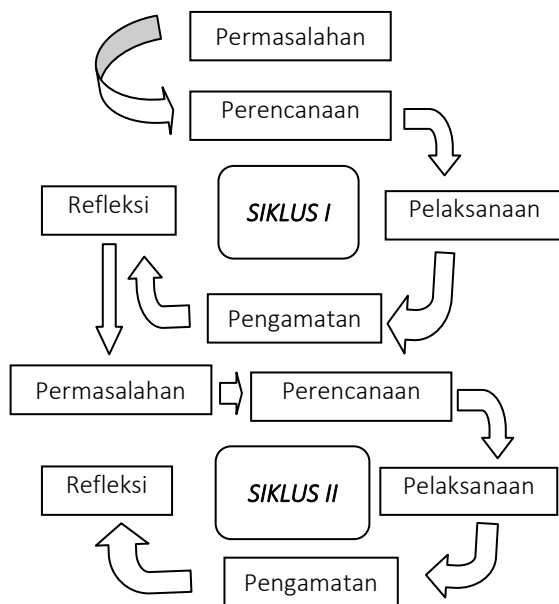 Permasalahan
Perencanaan
Refleksi
SIKLUS I
Pelaksanaan
Pengamatan
Permasalahan
Perencanaan
Refleksi
SIKLUS II
Pelaksanaan
Pengamatan